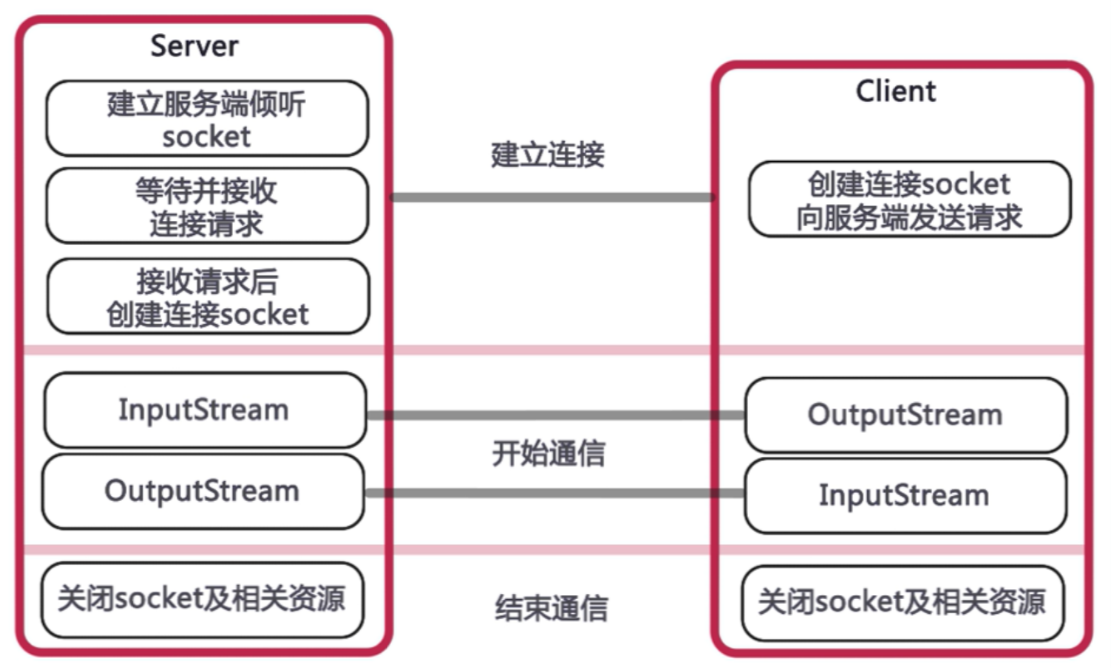 Server
建立服务端倾听
socket
等待并接收
连接请求
接收请求后
创建连接socket
InputStream
OutputStream
关闭socket及相关资源
建立连接
开始通信
结束通信
Client
创建连接socket
向服务端发送请求
OutputStream
InputStream
关闭socket及相关资源